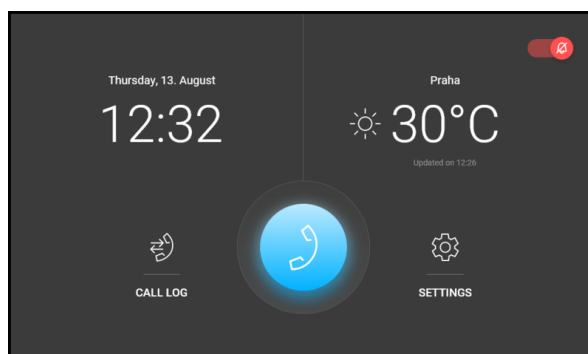 Thursday, 13. August
12:32
Praha
30°C
Updated on 12:26
CALL LOG
SETTINGS